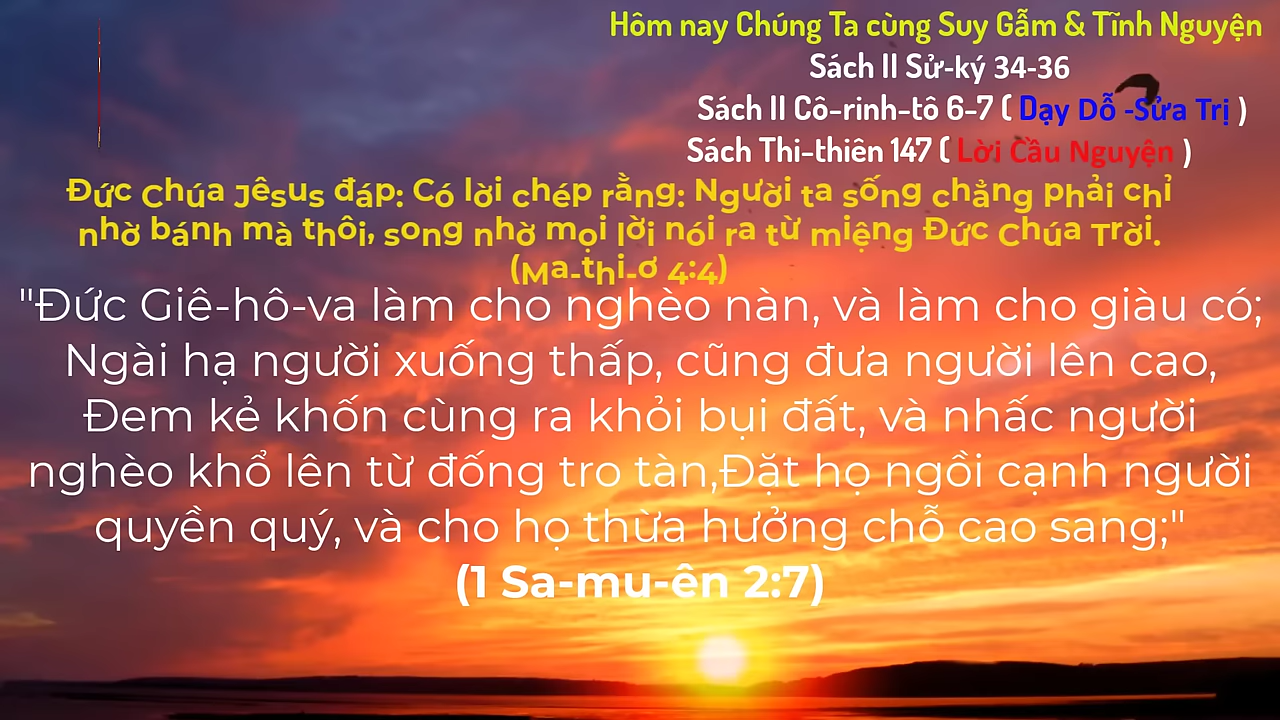 Hôm nay Chúng Ta cùng Suy Gẫm & Tĩnh Nguyện
Sách II Sử-ký 34-36
Sách II Cô-rinh-tô 6-7 ( Dạy Dỗ -Sửa Trị )
Sách Thi-thiên 147 ( Lời Cầu Nguyện )
Đức Chúa Jêsus đáp: Có lời chép rằng: Người ta sống chẳng phải chỉ
nhờ bánh mà thôi, song nhờ mọi lời nói ra từ miệng Đức Chúa Trời.
(Ma-thi-ơ 4:4)
"Đức Giê-hô-va làm cho nghèo nàn, và làm cho giàu có;
Ngài hạ người xuống thấp, cũng đưa người lên cao,
Đem kẻ khốn cùng ra khỏi bụi đất, và nhấc người
nghèo khổ lên từ đống tro tàn,Đặt họ ngồi cạnh người
quyền quý, và cho họ thừa hưởng chỗ cao sang;"
(1 Sa-mu-ên 2:7)